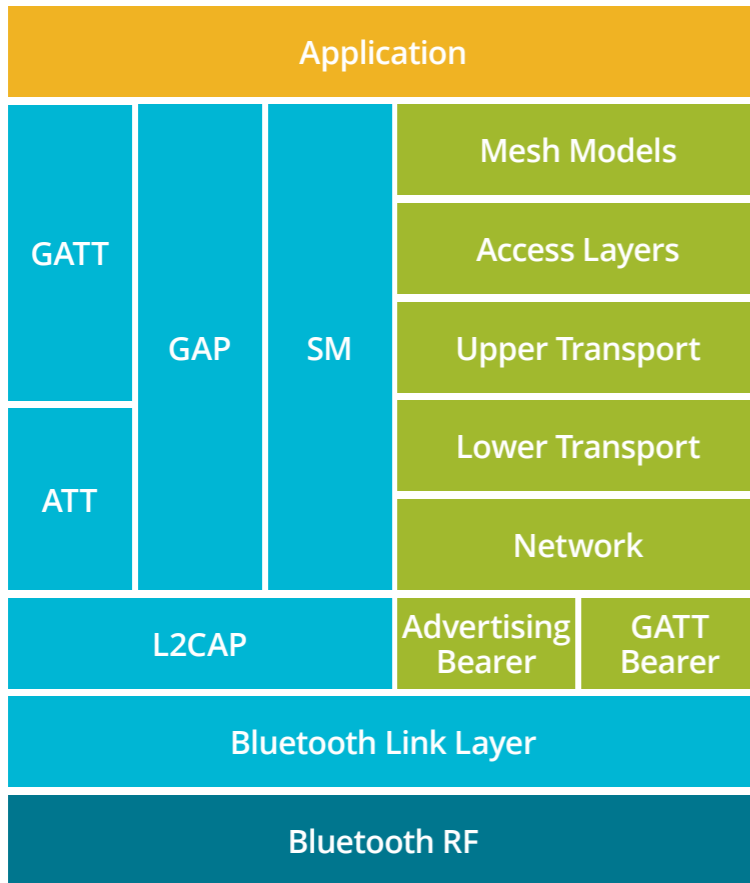 Application
GATT
GAP
SM
ATT
Mesh Models
Access Layers
Upper Transport
Lower Transport
Network
L2CAP
Advertising
Bearer
GATT
Bearer
Bluetooth Link Layer
Bluetooth RF